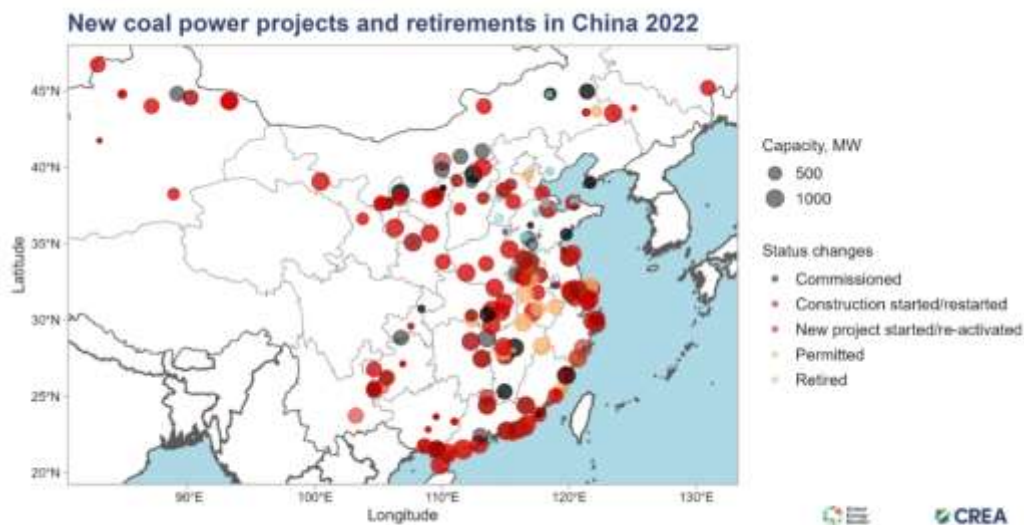 New coal power projects and retirements in China 2022
45°N
40°N
35°N
30°N
25°N
20°N
Latitude
90°E
100°E
110°E
120°E
130°E
Longitude
Capacity, MW
500
1000
Status changes
Commissioned
Construction started/restarted
New project started/re-activated
Permitted
Retired
CREA